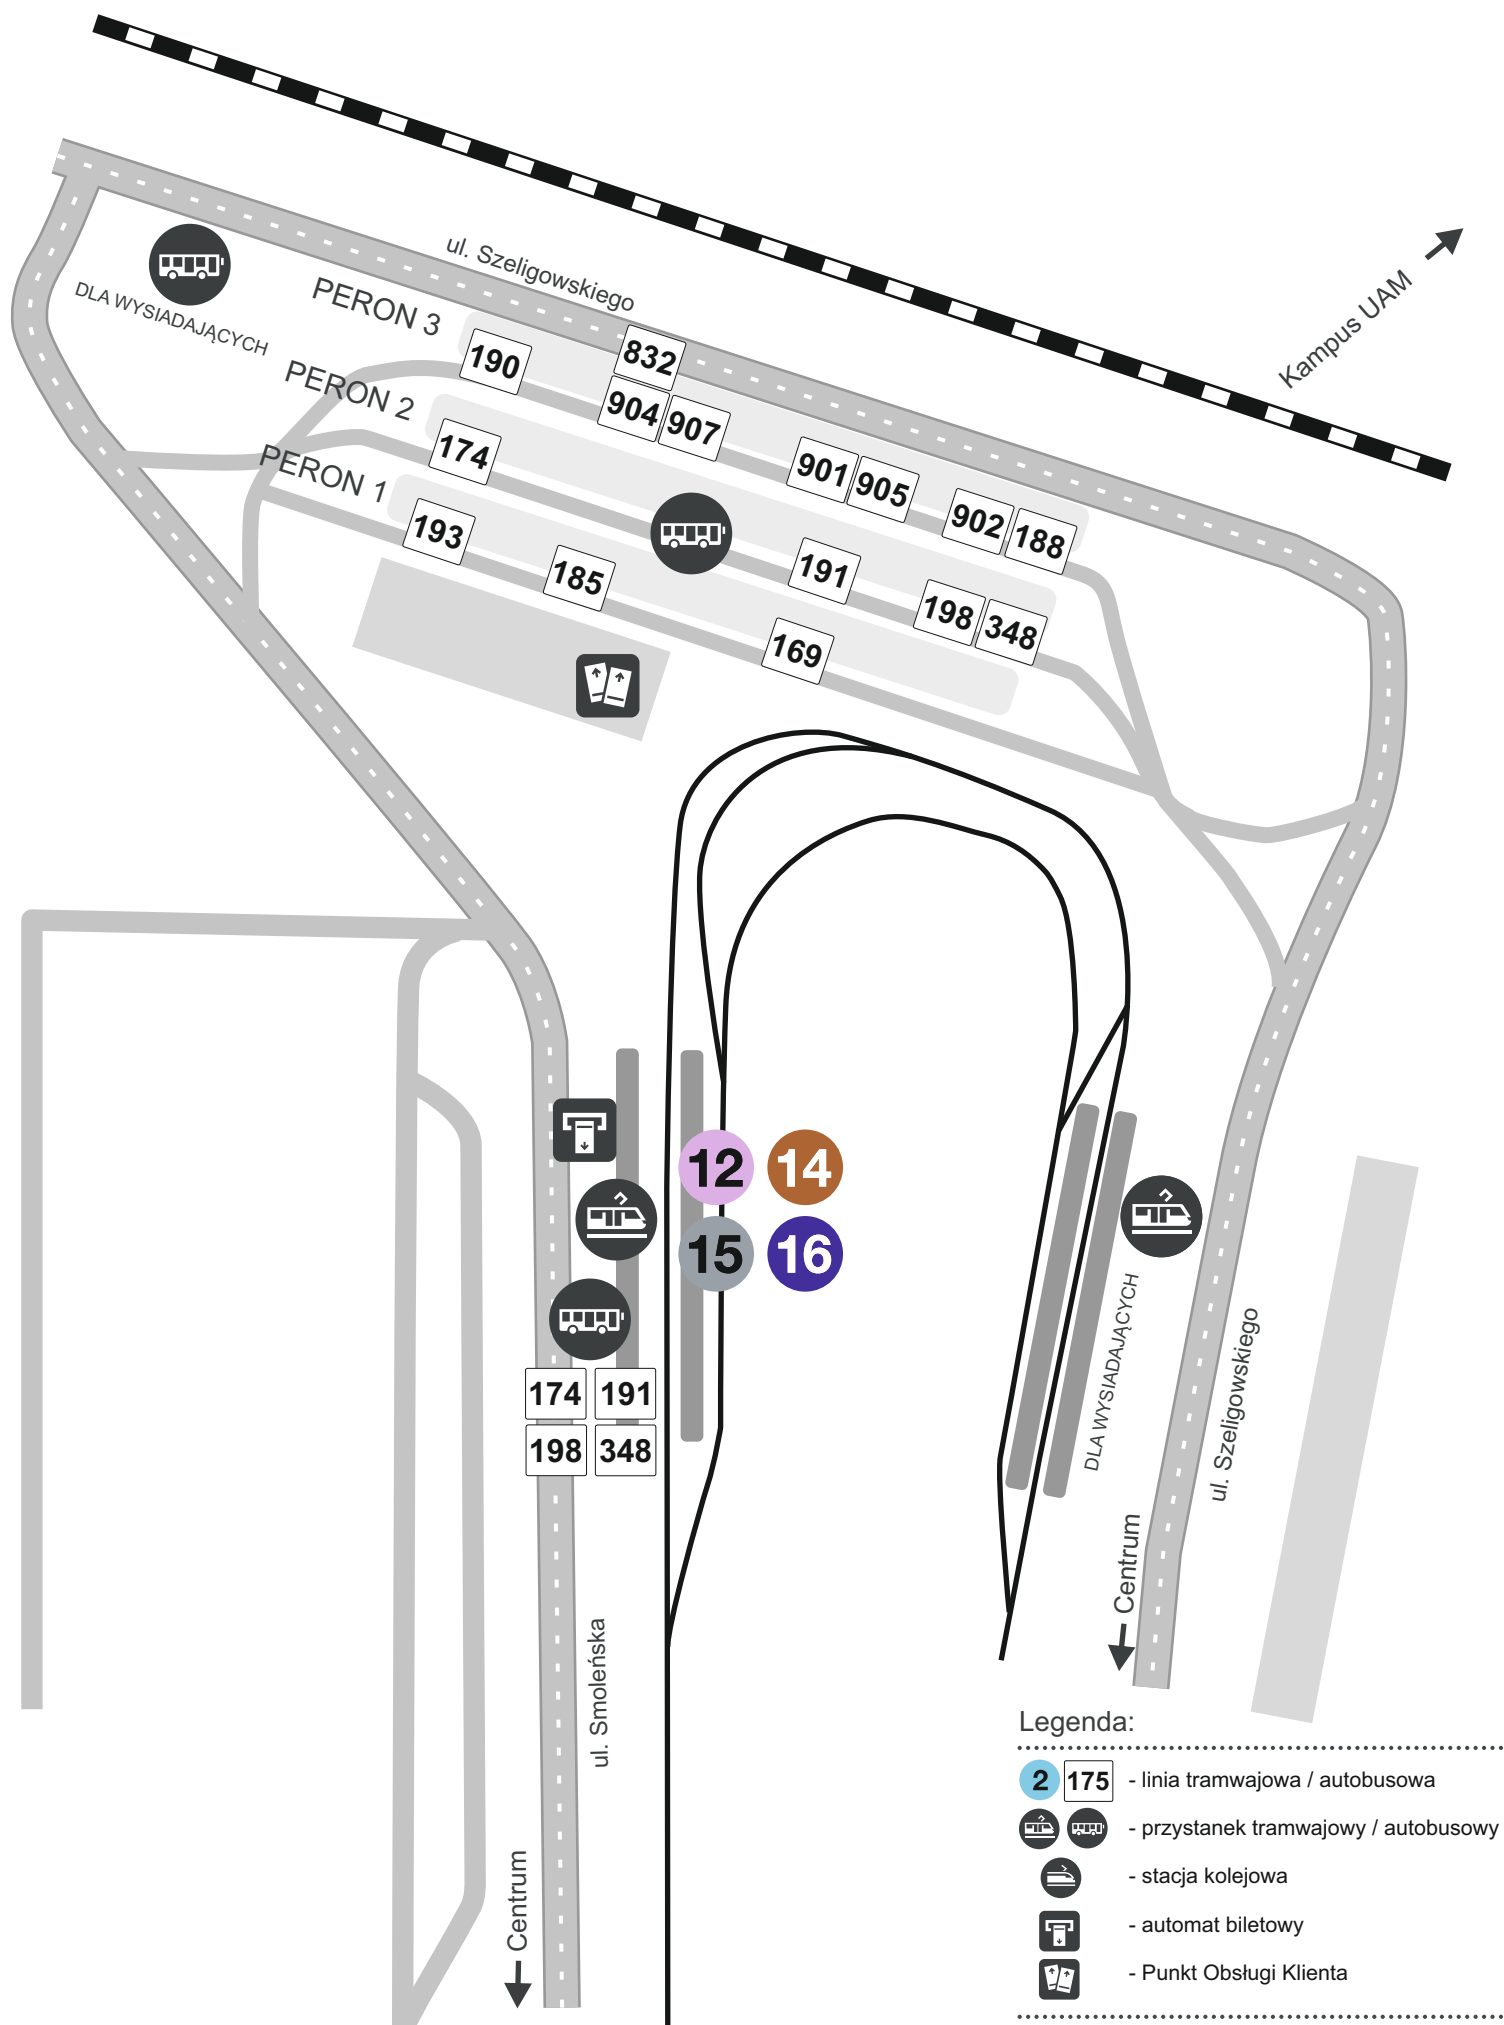 ul. Szeligowskiego
Kampus UAM
DLA WYSIADAJĄCYCH
PERON 3
190
832
904 907
901 905
902 188
PERON 2
174
191
198 348
PERON 1
193
185
169
12 14
15 16
174 191
198 348
DLA WYSIADAJĄCYCH
ul. Szeligowskiego
Centrum
ul. Smoleńska
Centrum
Legenda:
2 175 - linia tramwajowa / autobusowa
- przystanek tramwajowy / autobusowy
- stacja kolejowa
- automat biletowy
- Punkt Obsługi Klienta